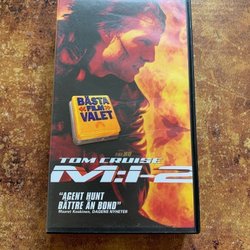 BÄSTA
FILM
VALET
TOM CRUISE
M:I-2
"AGENT HUNT
BÄTTRE ÄN BOND"
DAGENS NYHETER